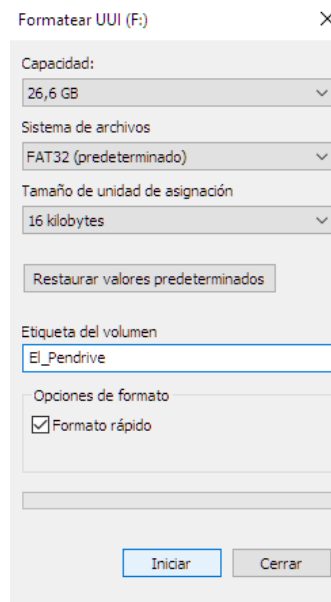 Formatear UUI (F:)
Capacidad:
26,6 GB
Sistema de archivos
FAT32 (predeterminado)
Tamaño de unidad de asignación
16 kilobytes
Restaurar valores predeterminados
Etiqueta del volumen
El_Pendrive
Opciones de formato
Formato rápido
Iniciar
Cerrar